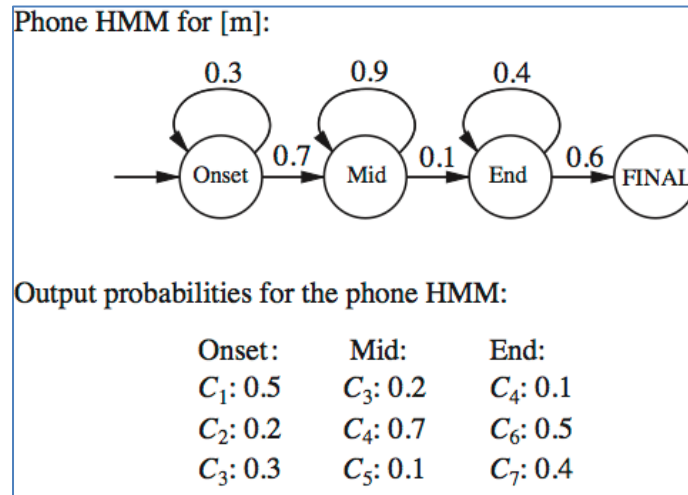 Phone HMM for [m]:
0.3 0.9 0.4
Onset 0.7 Mid 0.1 End 0.6 FINAL
Output probabilities for the phone HMM:
Onset: Mid: End:
C₁: 0.5 C₃: 0.2 C₄: 0.1
C₂: 0.2 C₄: 0.7 C₆: 0.5
C₃: 0.3 C₅: 0.1 C₇: 0.4